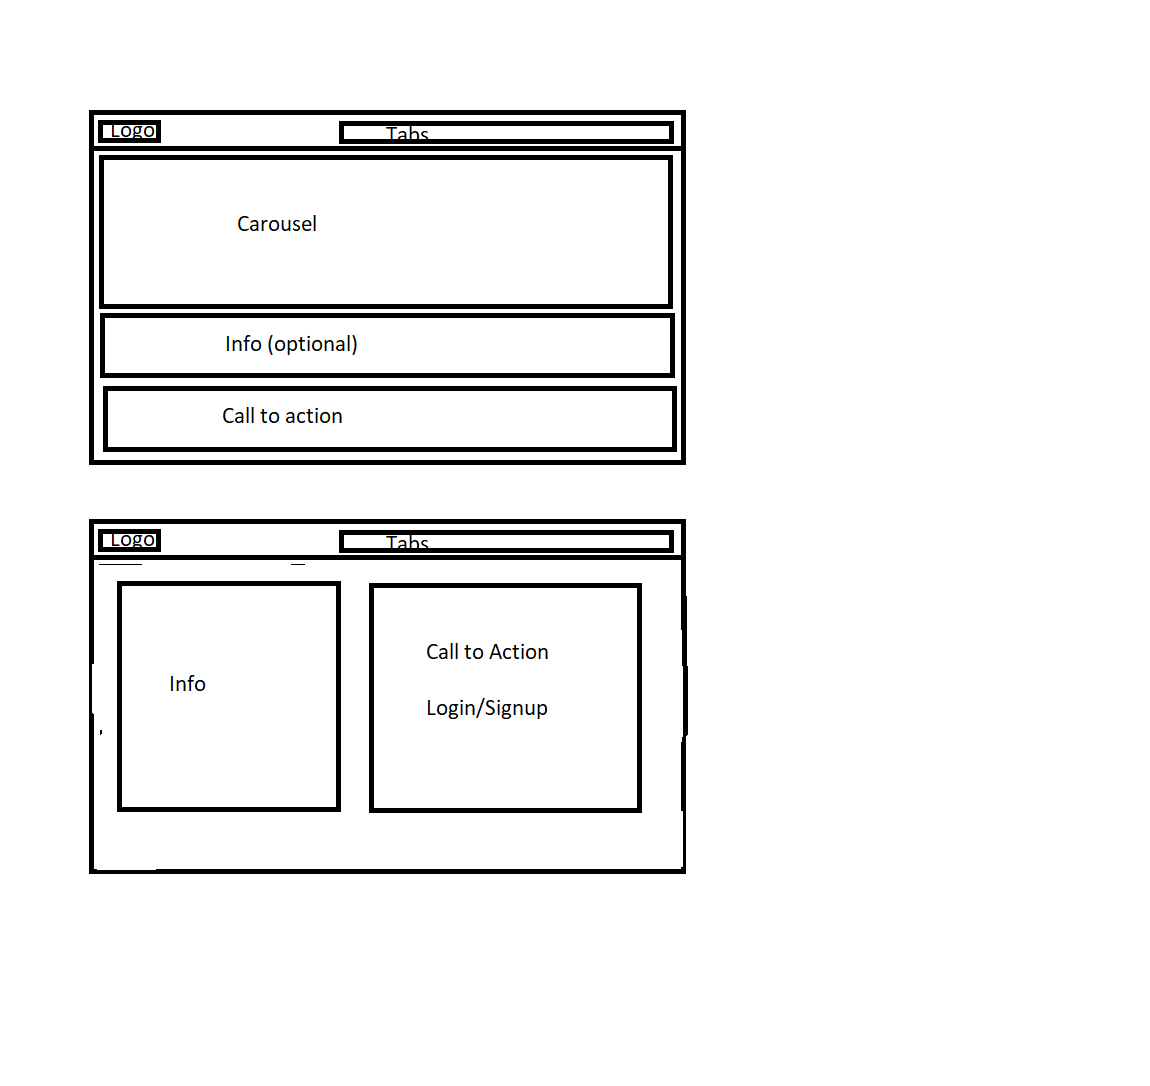 Logo
Tabs
Carousel
Info (optional)
Call to action
Logo
Tabs
Info
Call to Action
Login/Signup